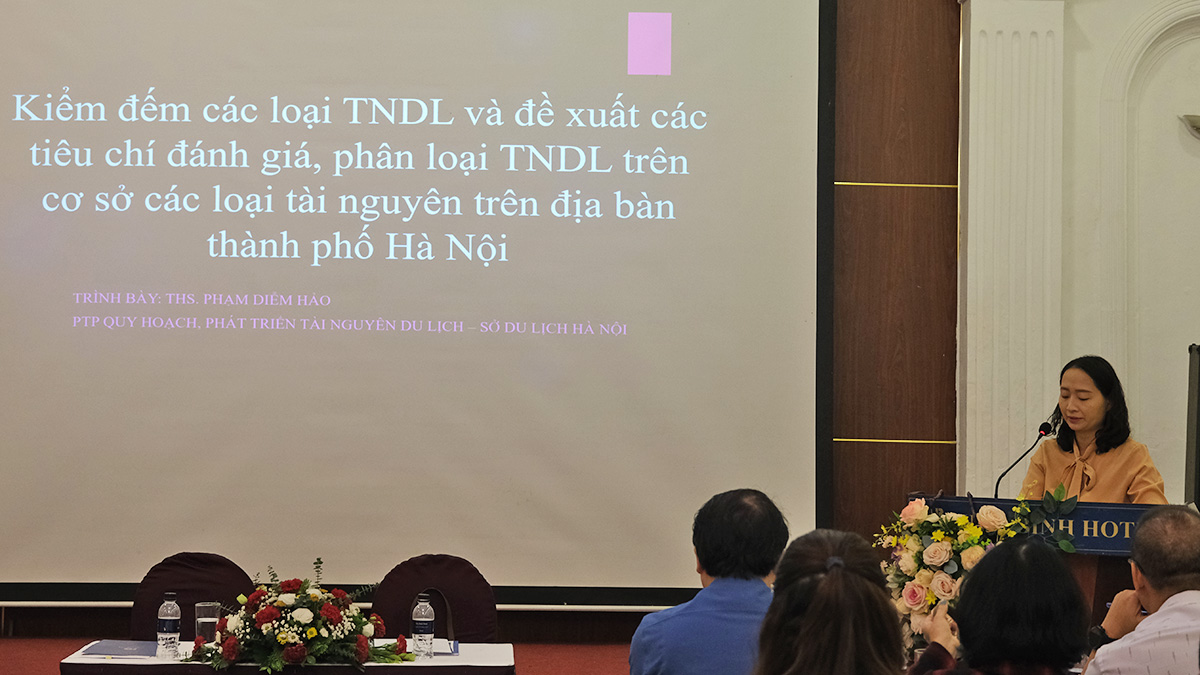 Kiểm đếm các loại TNDL và đề xuất các
tiêu chí đánh giá, phân loại TNDL trên
cơ sở các loại tài nguyên trên địa bàn
thành phố Hà Nội
TRÌNH BÀY: THS. PHẠM DIỄM HẢO
PTP QUY HOẠCH, PHÁT TRIỂN TÀI NGUYÊN DU LỊCH – SỞ DU LỊCH HÀ NỘI